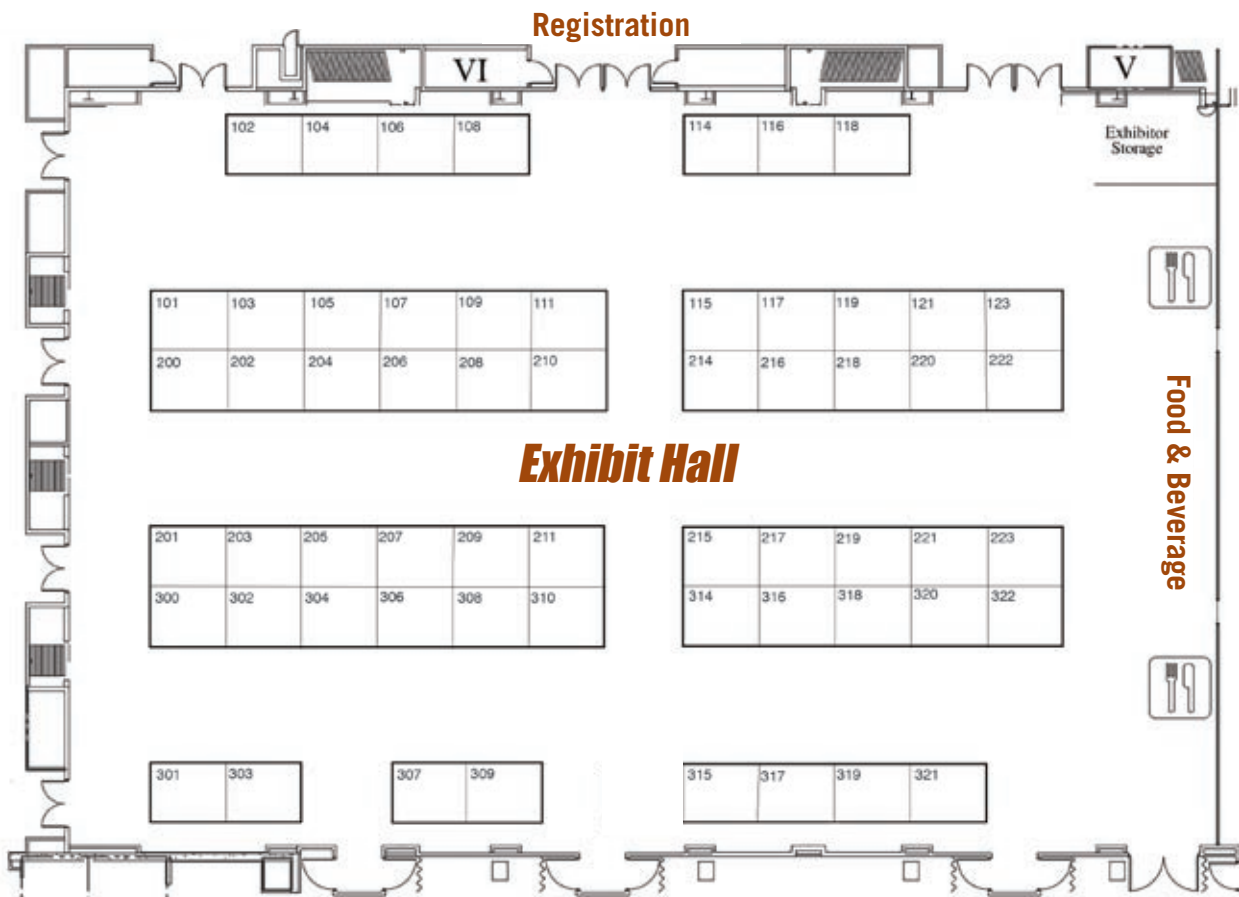 Registration
VI
V
102 104 106 108 114 116 118
Exhibitor
Storage
101 103 105 107 109 111 115 117 119 121 123
200 202 204 206 208 210 214 216 218 220 222
Food & Beverage
Exhibit Hall
201 203 205 207 209 211 215 217 219 221 223
300 302 304 306 308 310 314 316 318 320 322
301 303 307 309 315 317 319 321